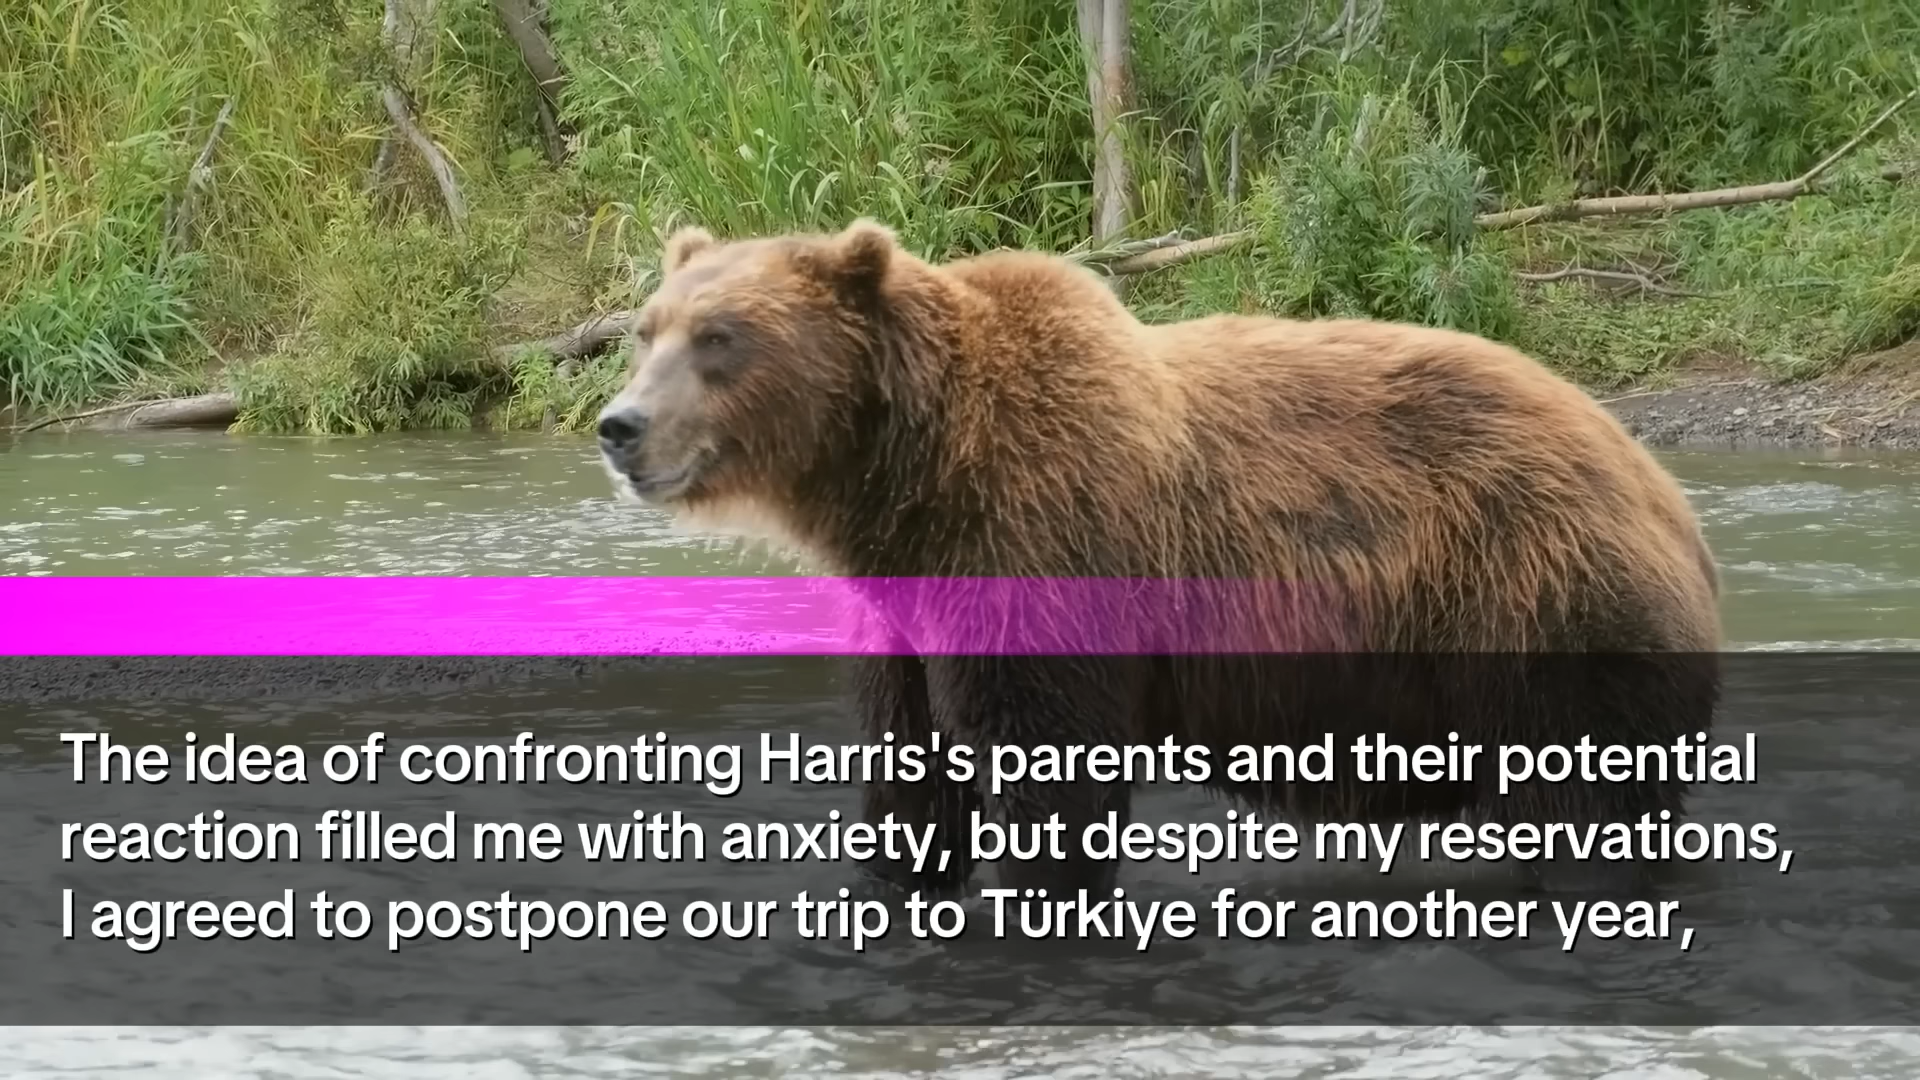 The idea of confronting Harris's parents and their potential
reaction filled me with anxiety, but despite my reservations,
I agreed to postpone our trip to Türkiye for another year,